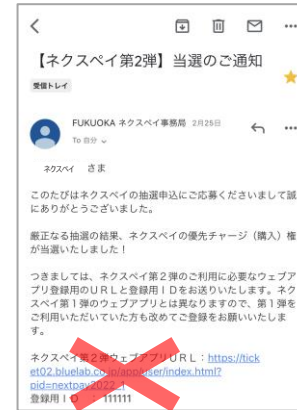 【ネクスペイ第2弾】当選のご通知
受信トレイ
FUKUOKA ネクスペイ事務局 2月25日
To 自分
ネクスペイ さま
このたびはネクスペイの抽選申込にご応募くださいまして誠
にありがとうございました。
厳正なる抽選の結果、ネクスペイの優先チャージ（購入）権
が当選いたしました！
つきましては、ネクスペイ第２弾のご利用に必要なウェブア
プリ登録用のＵＲＬと登録用ＩＤをお送りいたします。ネク
スペイ第１弾のウェブアプリとは異なりますので、第１弾を
ご利用いただいていた方も改めてご登録をお願いいたしま
す。
ネクスペイ第２弾ウェブアプリＵＲＬ：https://tick
et02.bluelab.co.jp/app/user/index.html?
pid=nextpay2022_1
登録用ＩＤ ： 111111